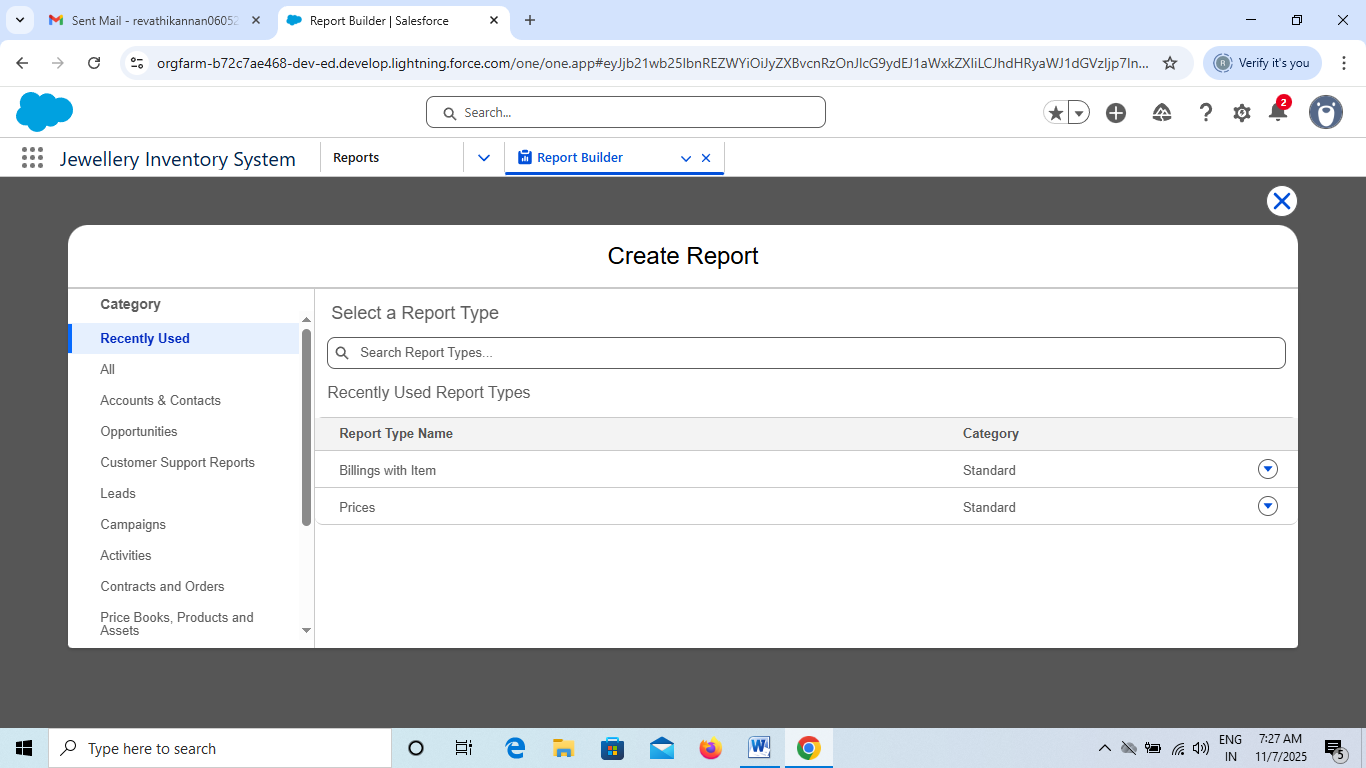 Sent Mail - revathikannan06052
Report Builder | Salesforce
orgfarm-b72c7ae468-dev-ed.develop.lightning.force.com/one/one.app#eyJjb21wb25lbnREZWYiOiJyZXBvcnRzOnJlcG9ydEJ1aWxkZXIiLCJhdHRyaWJ1dGVzIjp7In...
R
Verify it's you
Search...
2
Jewellery Inventory System
Reports
Report Builder
Create Report
Category
Recently Used
All
Accounts & Contacts
Opportunities
Customer Support Reports
Leads
Campaigns
Activities
Contracts and Orders
Price Books, Products and
Assets
Select a Report Type
Search Report Types...
Recently Used Report Types
Report Type Name Category
Billings with Item Standard
Prices Standard
Type here to search
ENG
IN
7:27 AM
11/7/2025
5